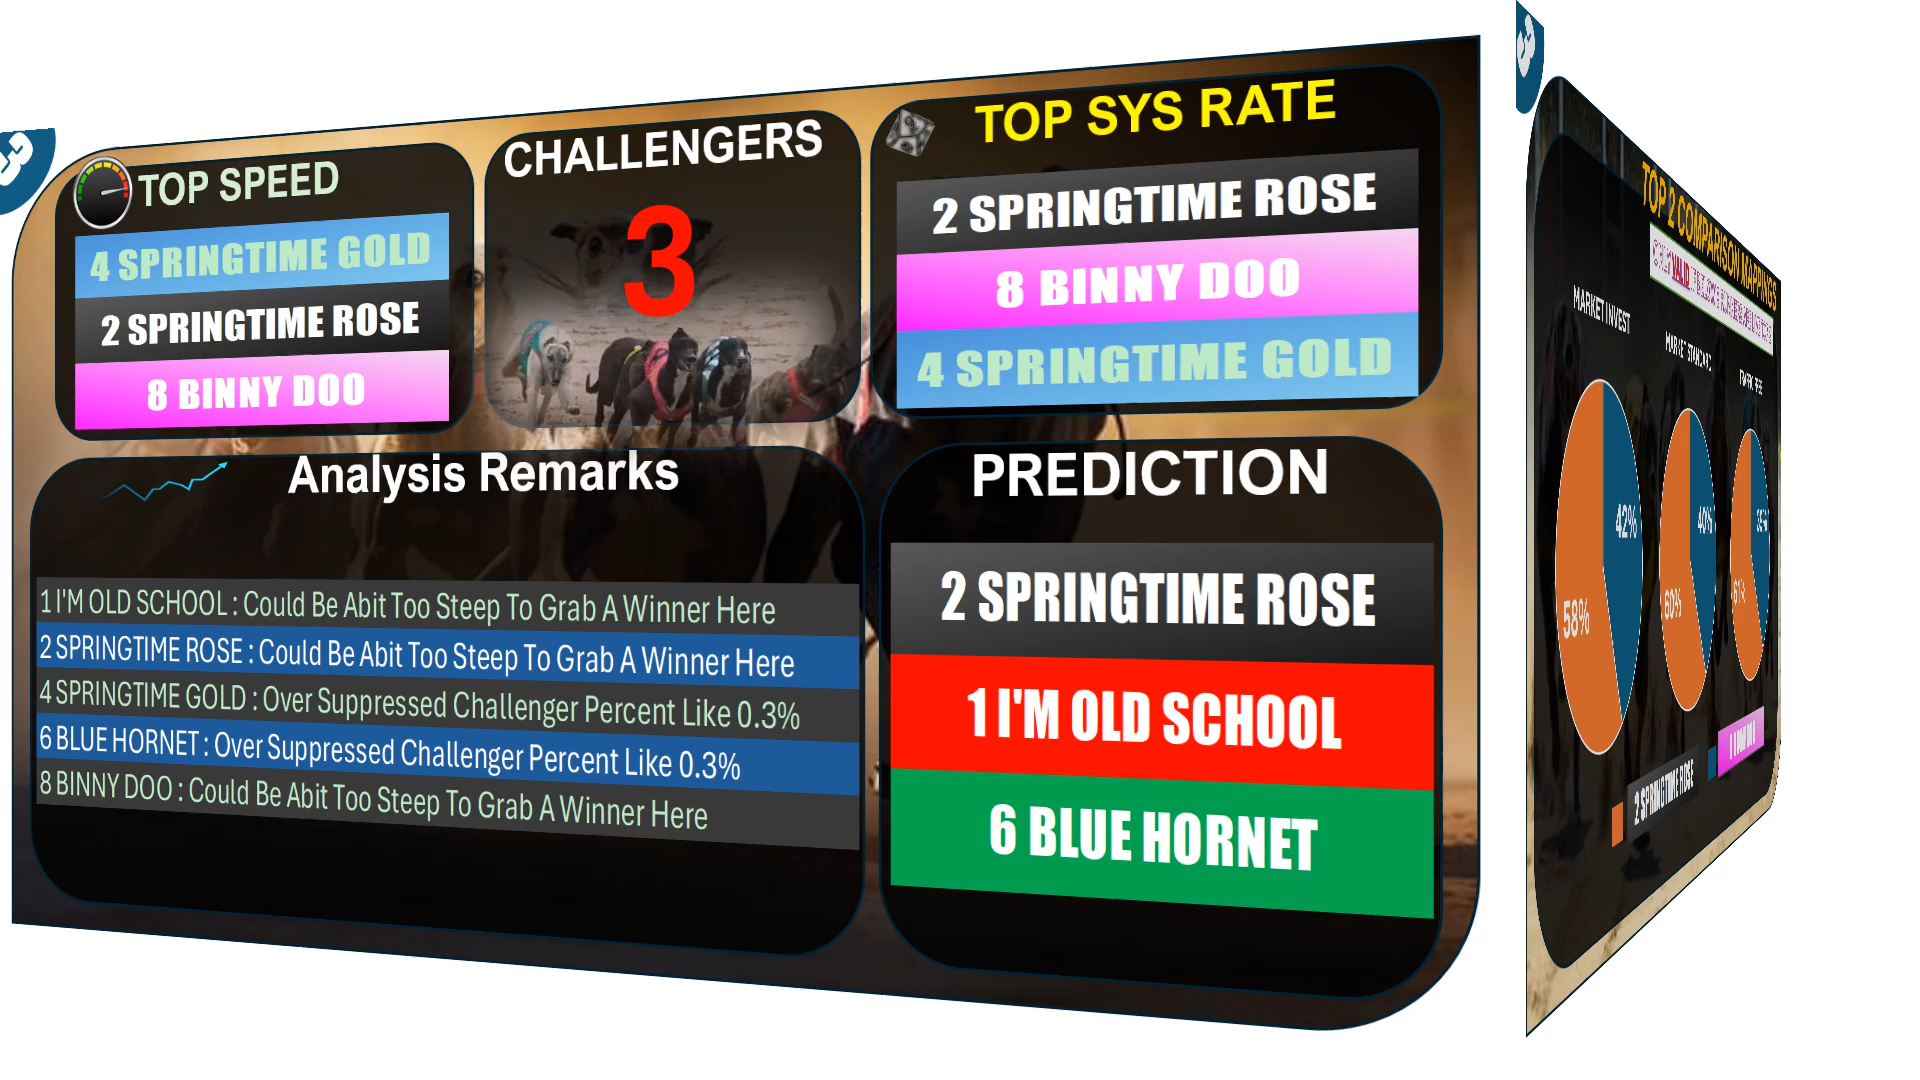 TOP SPEED
4 SPRINGTIME GOLD
2 SPRINGTIME ROSE
8 BINNY DOO
CHALLENGERS
3
TOP SYS RATE
2 SPRINGTIME ROSE
8 BINNY DOO
4 SPRINGTIME GOLD
Analysis Remarks
1 I'M OLD SCHOOL : Could Be Abit Too Steep To Grab A Winner Here
2 SPRINGTIME ROSE : Could Be Abit Too Steep To Grab A Winner Here
4 SPRINGTIME GOLD : Over Suppressed Challenger Percent Like 0.3%
6 BLUE HORNET : Over Suppressed Challenger Percent Like 0.3%
8 BINNY DOO : Could Be Abit Too Steep To Grab A Winner Here
PREDICTION
2 SPRINGTIME ROSE
1 I'M OLD SCHOOL
6 BLUE HORNET
TOP 2 COMPARISON MAPPINGS
VALID
MARKET INVEST
MARKET STANDARD
42%
58%
40%
60%
61%
2 SPRINGTIME ROSE